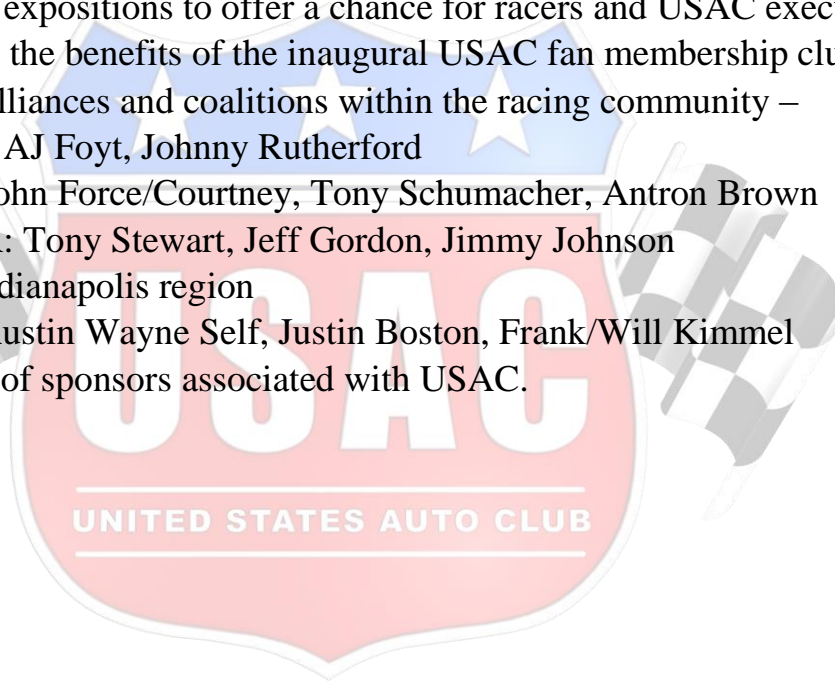 expositions to offer a chance for racers and USAC exec
the benefits of the inaugural USAC fan membership clu
lliances and coalitions within the racing community –
AJ Foyt, Johnny Rutherford
ohn Force/Courtney, Tony Schumacher, Antron Brown
: Tony Stewart, Jeff Gordon, Jimmy Johnson
dianapolis region
ustin Wayne Self, Justin Boston, Frank/Will Kimmel
of sponsors associated with USAC.
USAC
UNITED STATES AUTO CLUB